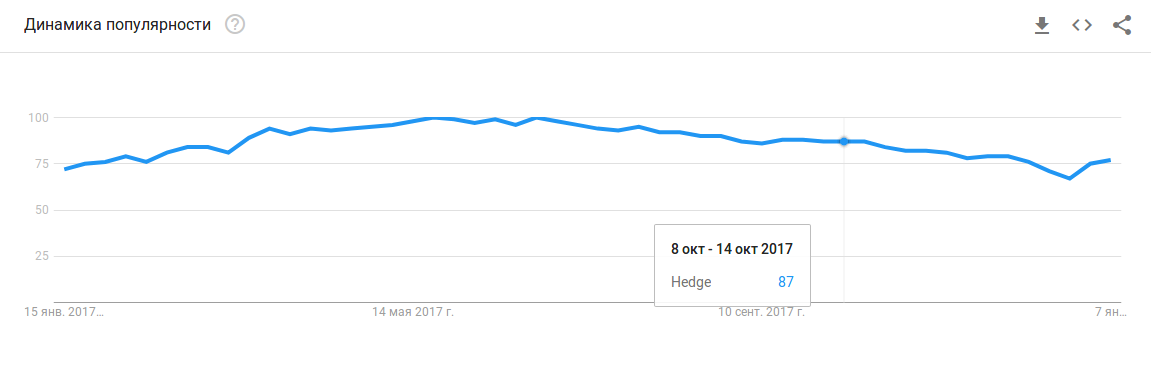 Динамика популярности ?
100
75
50
25
8 окт - 14 окт 2017
Hedge 87
15 янв. 2017… 14 мая 2017 г. 10 сент. 2017 г. 7 ян…